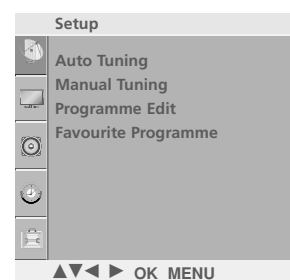 Setup
Auto Tuning
Manual Tuning
Programme Edit
Favourite Programme
▲▼◄ ► OK MENU